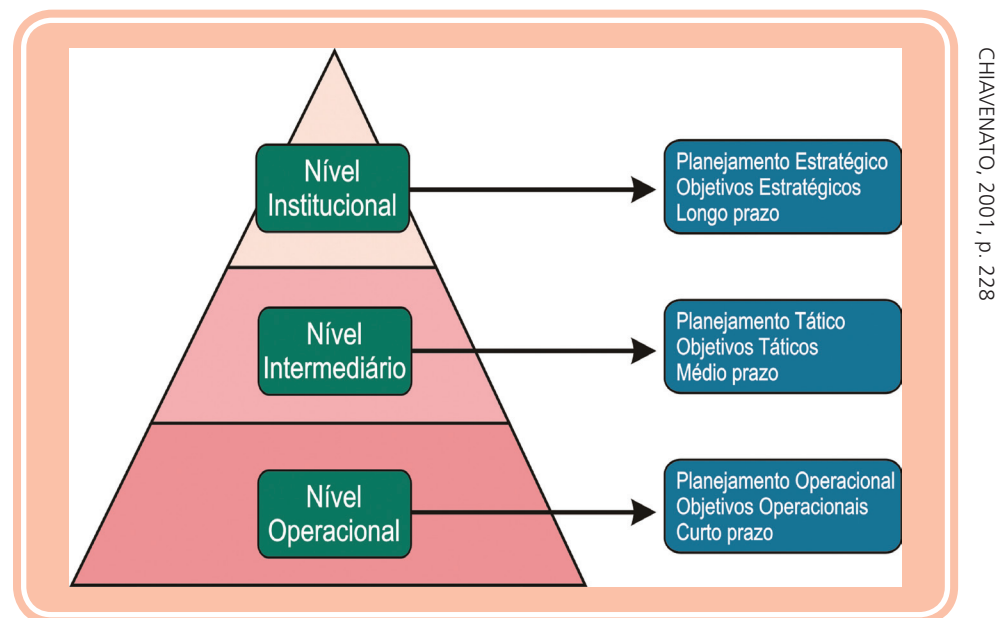 Nível
Institucional
Planejamento Estratégico
Objetivos Estratégicos
Longo prazo
Nível
Intermediário
Planejamento Tático
Objetivos Táticos
Médio prazo
Nível
Operacional
Planejamento Operacional
Objetivos Operacionais
Curto prazo
CHIAVENATO, 2001, p. 228